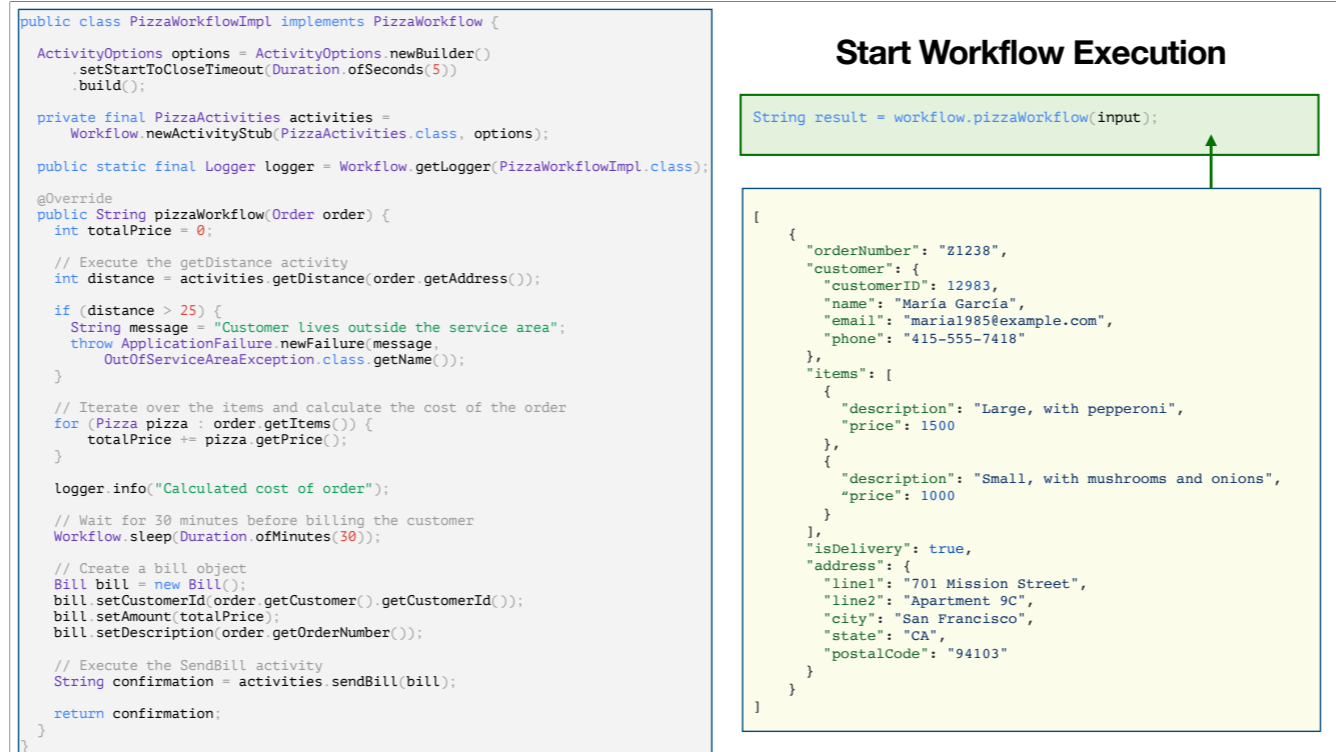 public class PizzaWorkflowImpl implements PizzaWorkflow {
ActivityOptions options = ActivityOptions.newBuilder()
.setStartToCloseTimeout(Duration.ofSeconds(5))
.build();
private final PizzaActivities activities =
Workflow.newActivityStub(PizzaActivities.class, options);
public static final Logger logger = Workflow.getLogger(PizzaWorkflowImpl.class);
@Override
public String pizzaWorkflow(Order order) {
int totalPrice = 0;
// Execute the getDistance activity
int distance = activities.getDistance(order.getAddress());
if (distance > 25) {
String message = "Customer lives outside the service area";
throw ApplicationFailure.newFailure(message,
OutOfServiceAreaException.class.getName());
}
// Iterate over the items and calculate the cost of the order
for (Pizza pizza : order.getItems()) {
totalPrice += pizza.getPrice();
}
logger.info("Calculated cost of order");
// Wait for 30 minutes before billing the customer
Workflow.sleep(Duration.ofMinutes(30));
// Create a bill object
Bill bill = new Bill();
bill.setCustomerId(order.getCustomer().getCustomerId());
bill.setAmount(totalPrice);
bill.setDescription(order.getOrderNumber());
// Execute the SendBill activity
String confirmation = activities.sendBill(bill);
return confirmation;
}
}
Start Workflow Execution
String result = workflow.pizzaWorkflow(input);
[
{
"orderNumber": "Z1238",
"customer": {
"customerID": 12983,
"name": "María García",
"email": "maria1985@example.com",
"phone": "415-555-7418"
},
"items": [
{
"description": "Large, with pepperoni",
"price": 1500
},
{
"description": "Small, with mushrooms and onions",
“price": 1000
}
],
"isDelivery": true,
"address": {
"line1": "701 Mission Street",
"line2": "Apartment 9C",
"city": "San Francisco",
"state": "CA",
"postalCode": "94103"
}
}
]